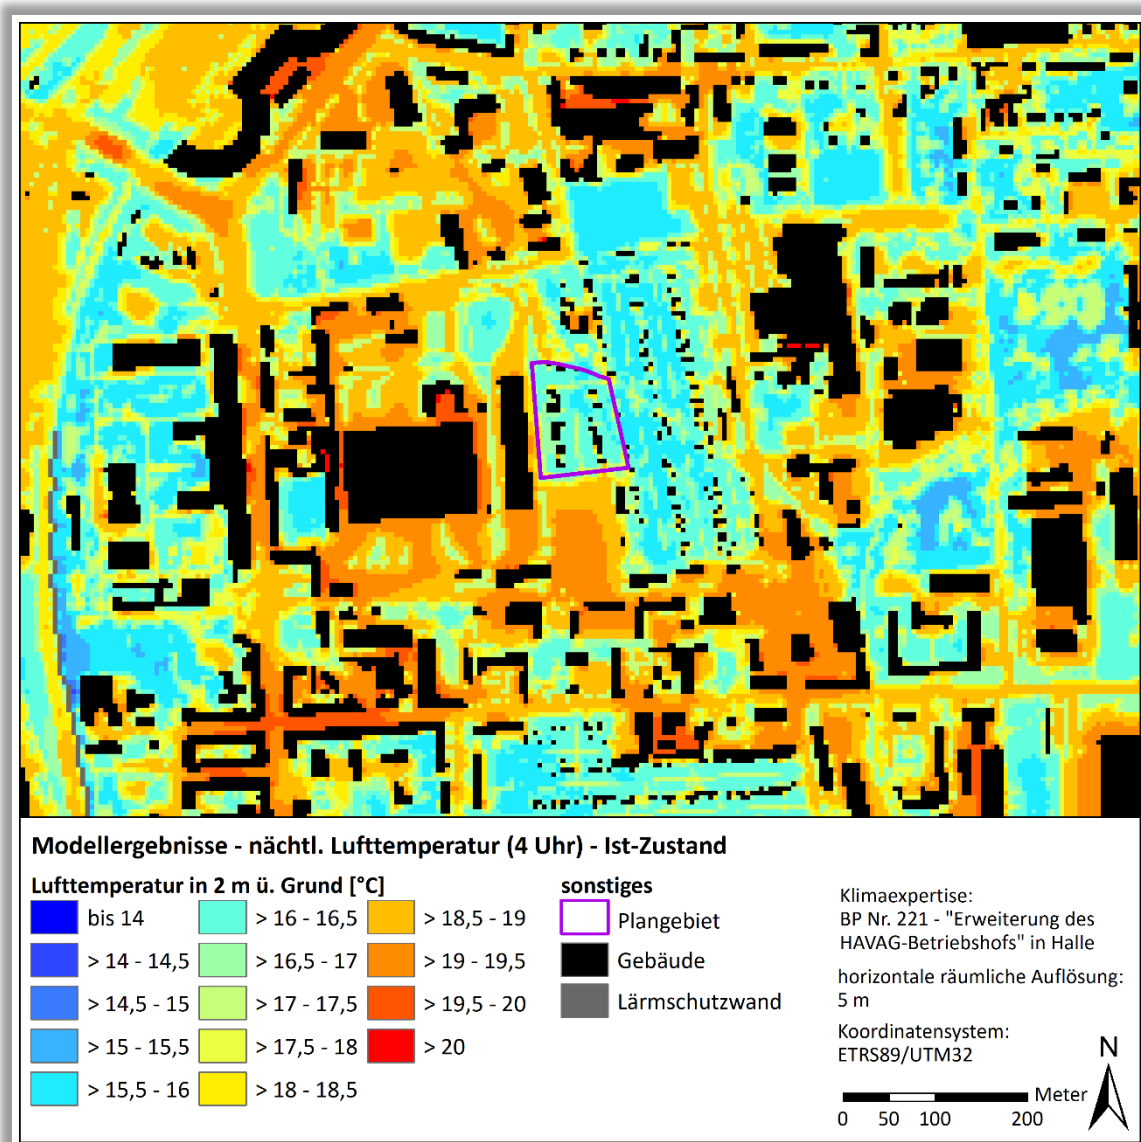 Modellergebnisse - nächtl. Lufttemperatur (4 Uhr) - Ist-Zustand
Lufttemperatur in 2 m ü. Grund [°C]
bis 14
> 14 - 14,5
> 14,5 - 15
> 15 - 15,5
> 15,5 - 16
> 16 - 16,5
> 16,5 - 17
> 17 - 17,5
> 17,5 - 18
> 18 - 18,5
> 18,5 - 19
> 19 - 19,5
> 19,5 - 20
> 20
sonstiges
Plangebiet
Gebäude
Lärmschutzwand
Klimaexpertise:
BP Nr. 221 - "Erweiterung des
HAVAG-Betriebshofs" in Halle
horizontale räumliche Auflösung:
5 m
Koordinatensystem:
ETRS89/UTM32
N
Meter
0 50 100 200